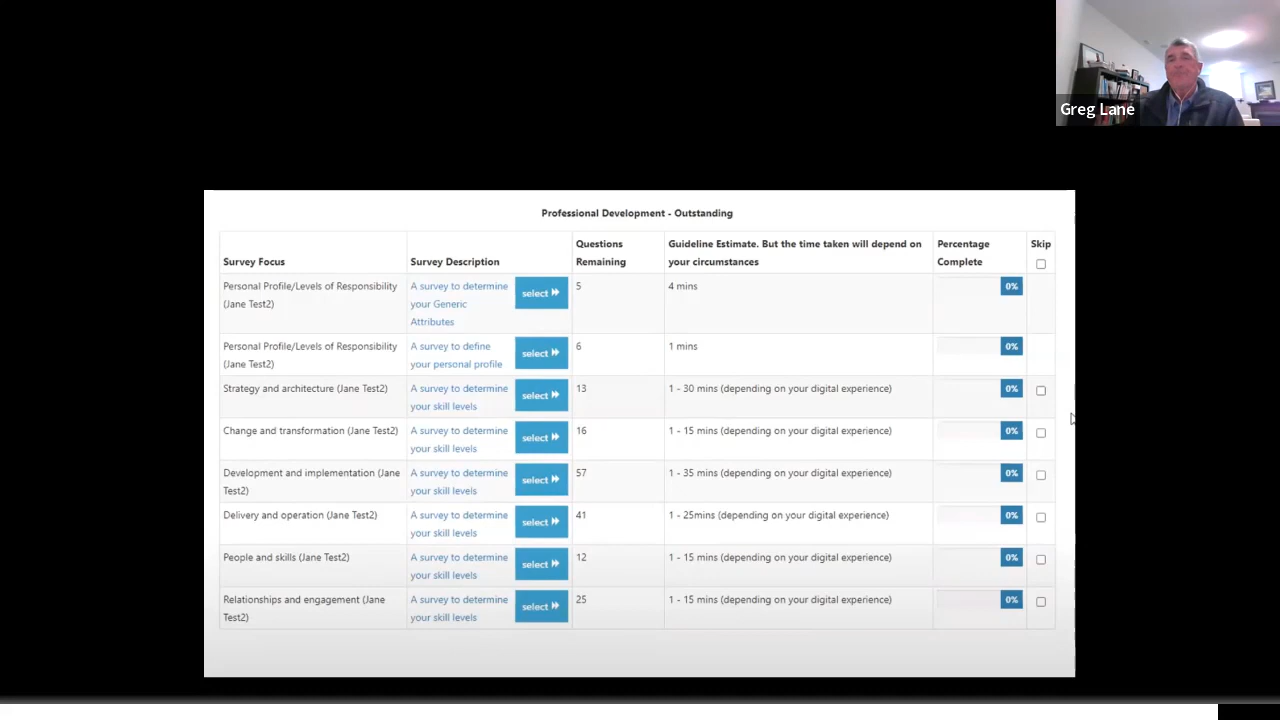 Greg Lane
Professional Development - Outstanding
Survey Focus
Survey Description
Questions
Remaining
Guideline Estimate. But the time taken will depend on
your circumstances
Percentage
Complete
Skip
Personal Profile/Levels of Responsibility
(Jane Test2)
A survey to determine
your Generic
Attributes
select
5
4 mins
0%
Personal Profile/Levels of Responsibility
(Jane Test2)
A survey to define
your personal profile
select
6
1 mins
0%
Strategy and architecture (Jane Test2)
A survey to determine
your skill levels
select
13
1 - 30 mins (depending on your digital experience)
0%
Change and transformation (Jane Test2)
A survey to determine
your skill levels
select
16
1 - 15 mins (depending on your digital experience)
0%
Development and implementation (Jane
Test2)
A survey to determine
your skill levels
select
57
1 - 35 mins (depending on your digital experience)
0%
Delivery and operation (Jane Test2)
A survey to determine
your skill levels
select
41
1 - 25mins (depending on your digital experience)
0%
People and skills (Jane Test2)
A survey to determine
your skill levels
select
12
1 - 15 mins (depending on your digital experience)
0%
Relationships and engagement (Jane
Test2)
A survey to determine
your skill levels
select
25
1 - 15 mins (depending on your digital experience)
0%